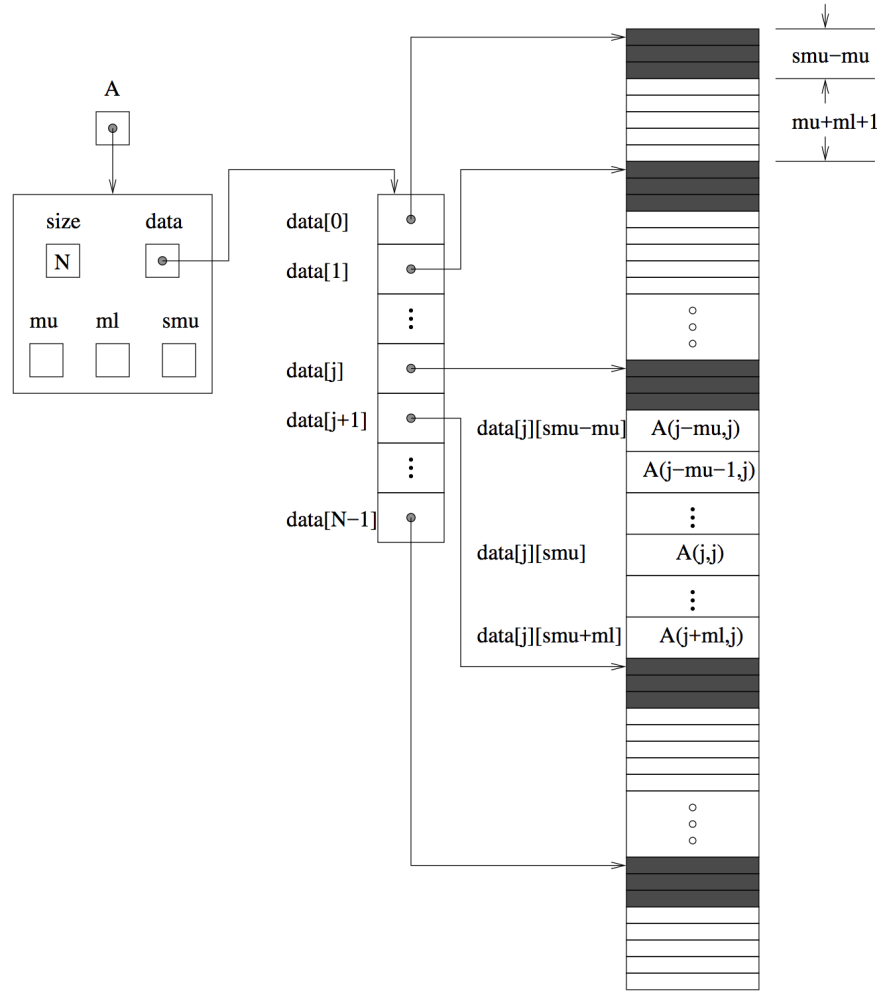 smu−mu
A
mu+ml+1
size data
N
mu ml smu
data[0]
data[1]
data[j]
data[j+1]
data[N−1]
data[j][smu−mu] A(j−mu,j)
A(j−mu−1,j)
data[j][smu] A(j,j)
data[j][smu+ml] A(j+ml,j)